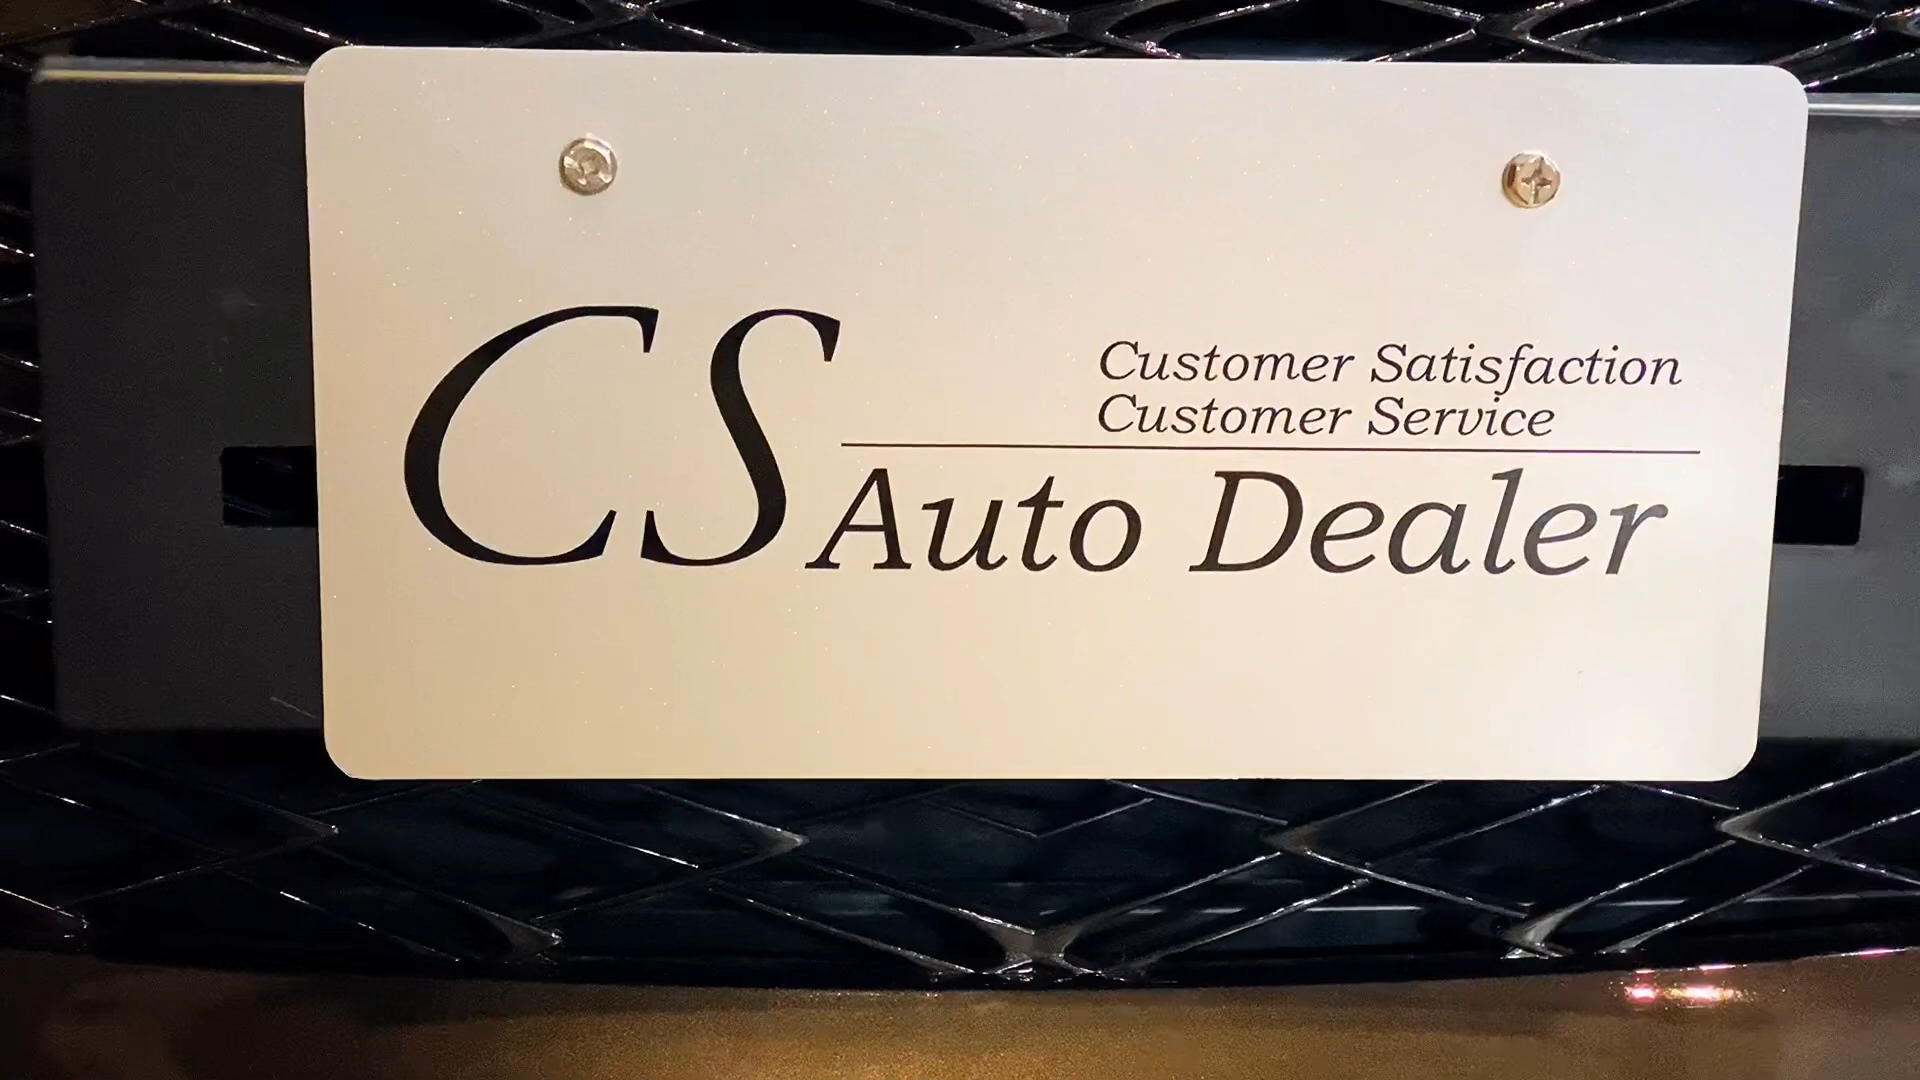 CS
Customer Satisfaction
Customer Service
Auto Dealer